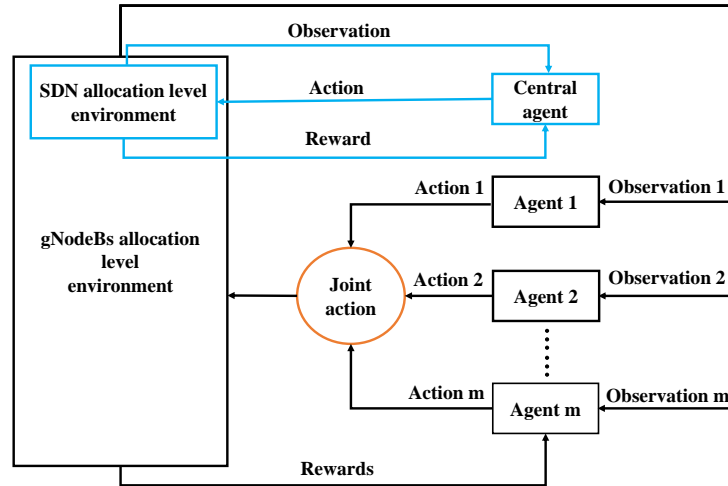 Observation
SDN allocation level
environment
Action
Central
agent
Reward
Action 1
Agent 1
Observation 1
gNodeBs allocation
level
environment
Joint
action
Action 2
Agent 2
Observation 2
Action m
Agent m
Observation m
Rewards